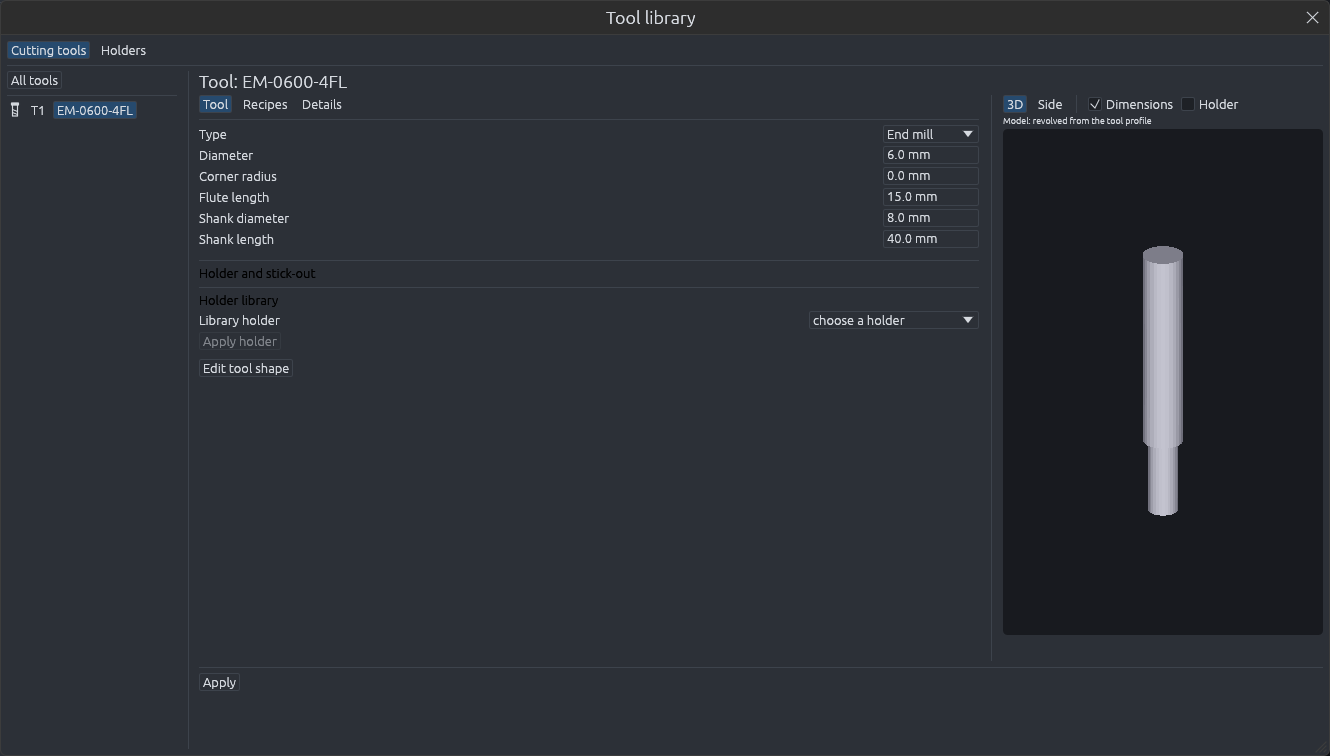 Tool library
Cutting tools Holders
All tools
T1 EM-0600-4FL
Tool: EM-0600-4FL
Tool Recipes Details
Type End mill
Diameter 6.0 mm
Corner radius 0.0 mm
Flute length 15.0 mm
Shank diameter 8.0 mm
Shank length 40.0 mm
Holder and stick-out
Holder library
Library holder choose a holder
Apply holder
Edit tool shape
3D Side Dimensions Holder
Model: revolved from the tool profile
Apply